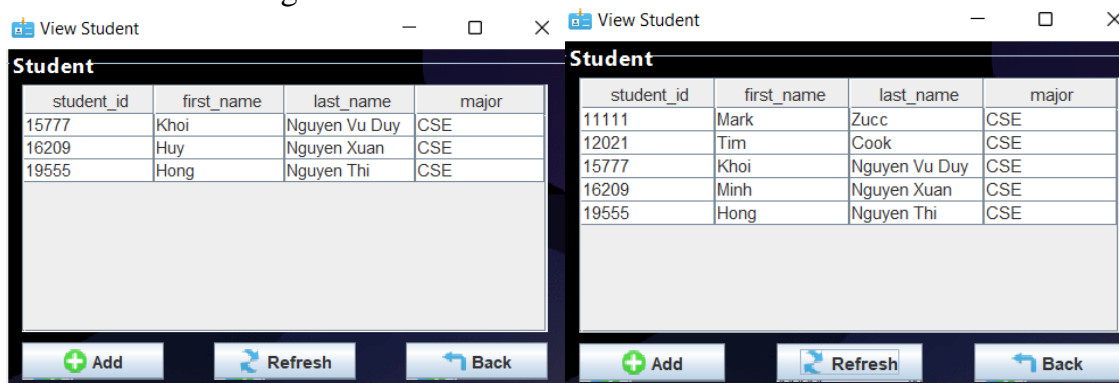 View Student
Student
student_id first_name last_name major
15777 Khoi Nguyen Vu Duy CSE
16209 Huy Nguyen Xuan CSE
19555 Hong Nguyen Thi CSE
Add Refresh Back
View Student
Student
student_id first_name last_name major
11111 Mark Zucc CSE
12021 Tim Cook CSE
15777 Khoi Nguyen Vu Duy CSE
16209 Minh Nguyen Xuan CSE
19555 Hong Nguyen Thi CSE
Add Refresh Back